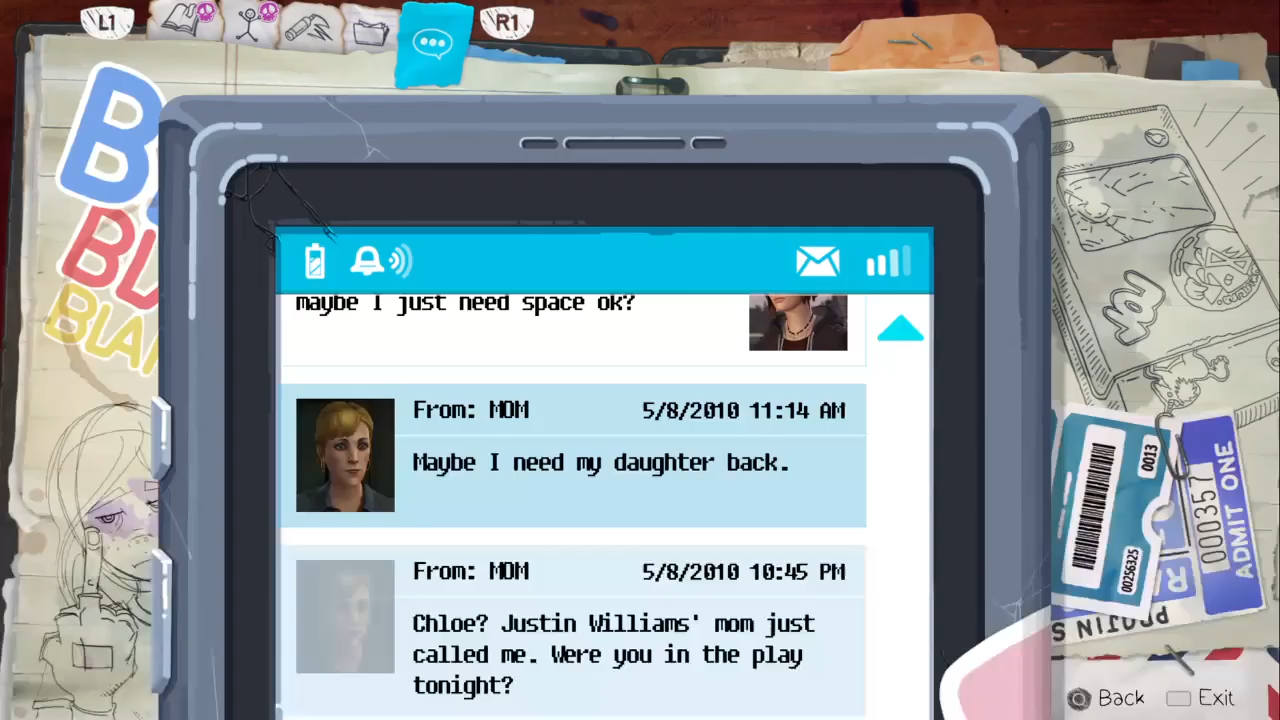 L1
R1
maybe I just need space ok?
From: MOM 5/8/2010 11:14 AM
Maybe I need my daughter back.
From: MOM 5/8/2010 10:45 PM
Chloe? Justin Williams' mom just
called me. Were you in the play
tonight?
0013
00256325
000357
ADMIT ONE
Back
Exit